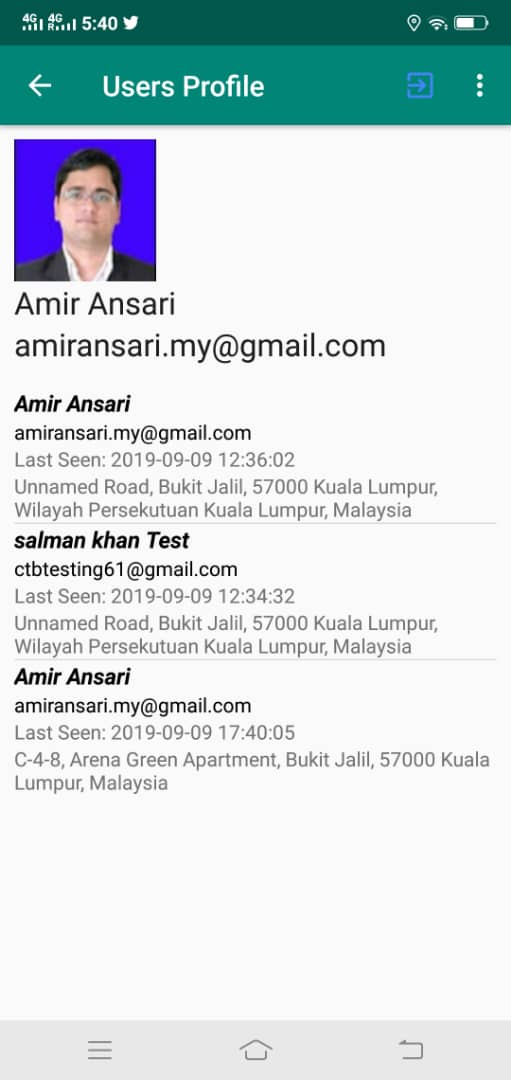 4G 4G R 5:40
Users Profile
Amir Ansari
amiransari.my@gmail.com
Amir Ansari
amiransari.my@gmail.com
Last Seen: 2019-09-09 12:36:02
Unnamed Road, Bukit Jalil, 57000 Kuala Lumpur,
Wilayah Persekutuan Kuala Lumpur, Malaysia
salman khan Test
ctbtesting61@gmail.com
Last Seen: 2019-09-09 12:34:32
Unnamed Road, Bukit Jalil, 57000 Kuala Lumpur,
Wilayah Persekutuan Kuala Lumpur, Malaysia
Amir Ansari
amiransari.my@gmail.com
Last Seen: 2019-09-09 17:40:05
C-4-8, Arena Green Apartment, Bukit Jalil, 57000 Kuala
Lumpur, Malaysia